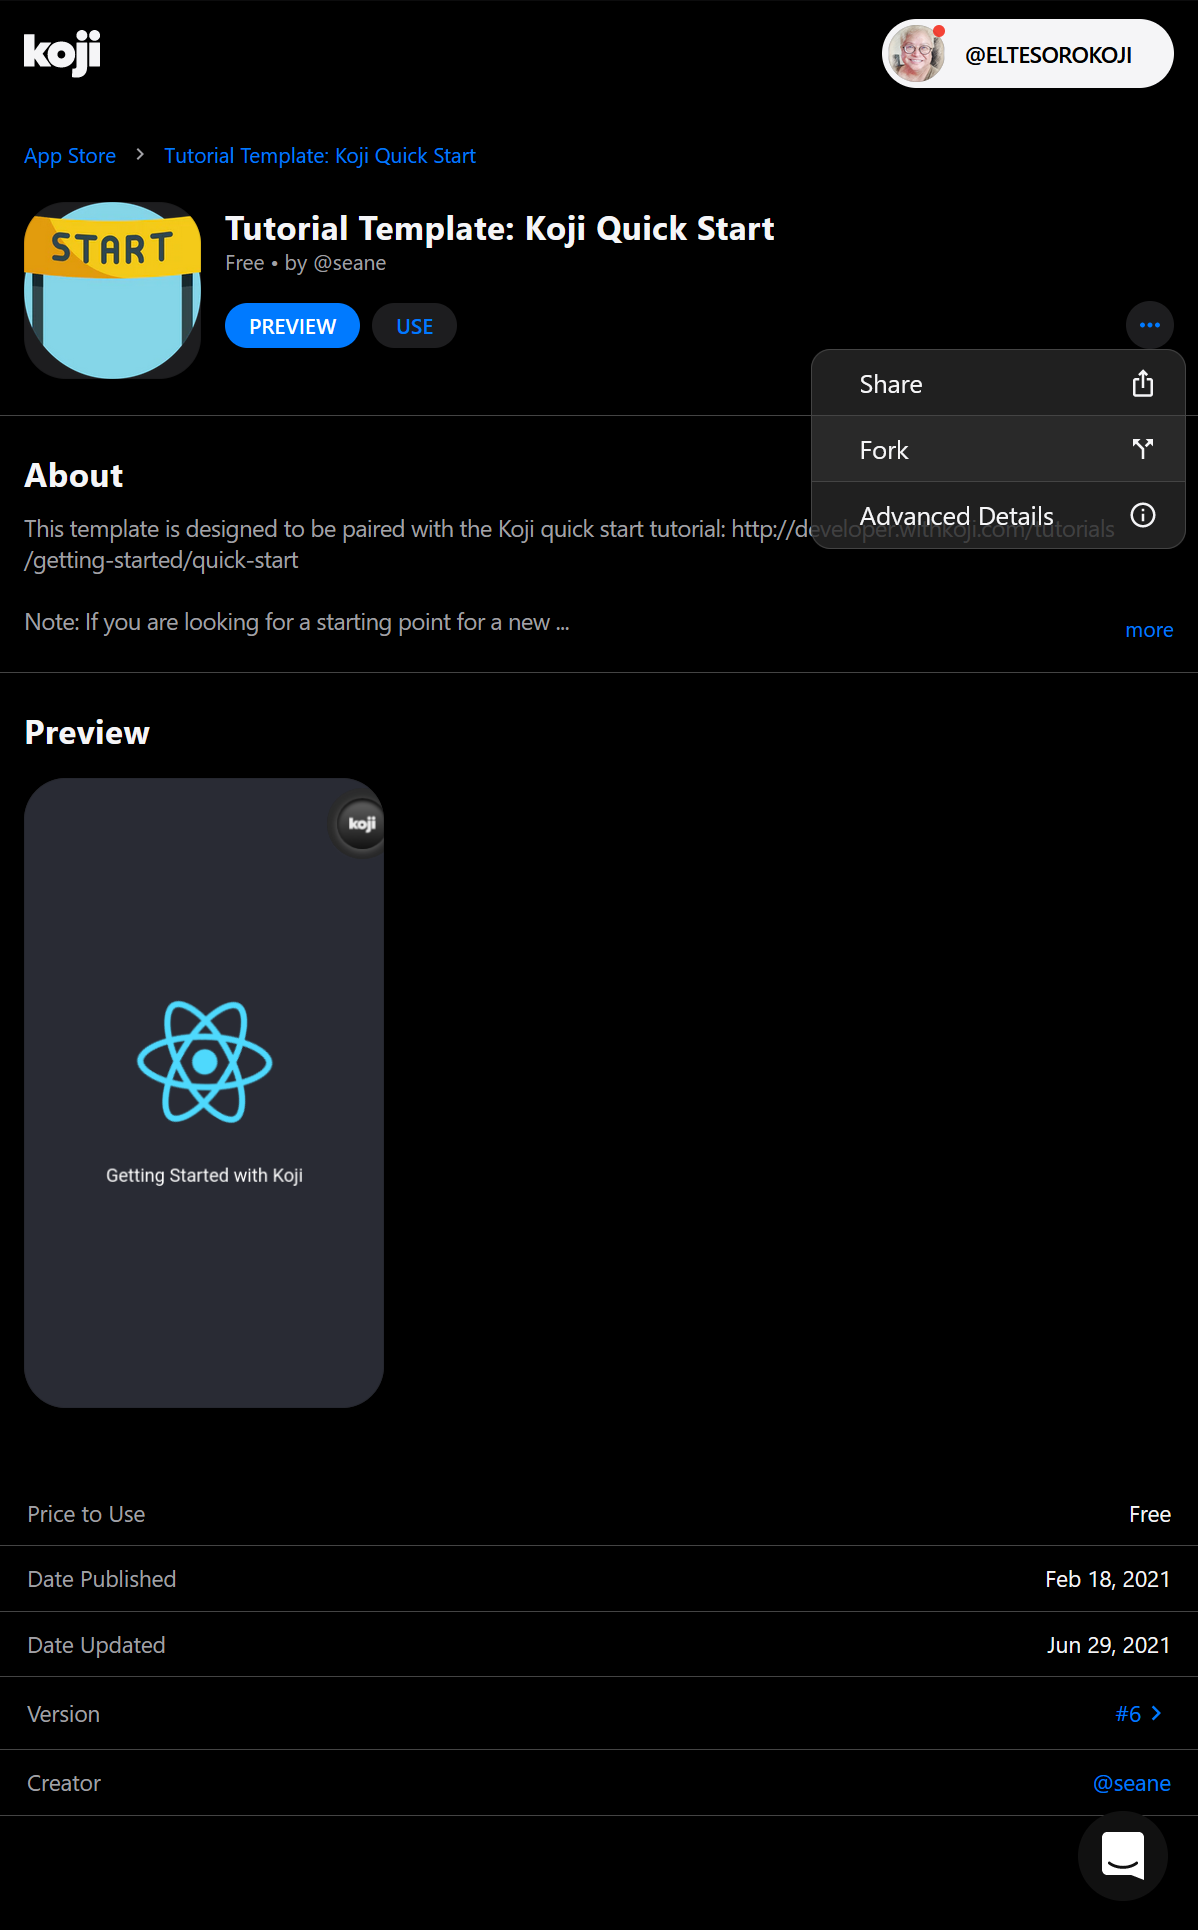 koji
@ELTESOROKOJI
App Store > Tutorial Template: Koji Quick Start
START
Tutorial Template: Koji Quick Start
Free • by @seane
PREVIEW
USE
Share
Fork
Advanced Details
About
This template is designed to be paired with the Koji quick start tutorial: http://developer.withkoji.com/tutorials
/getting-started/quick-start
Note: If you are looking for a starting point for a new ...
more
Preview
koji
Getting Started with Koji
Price to Use Free
Date Published Feb 18, 2021
Date Updated Jun 29, 2021
Version #6 >
Creator @seane